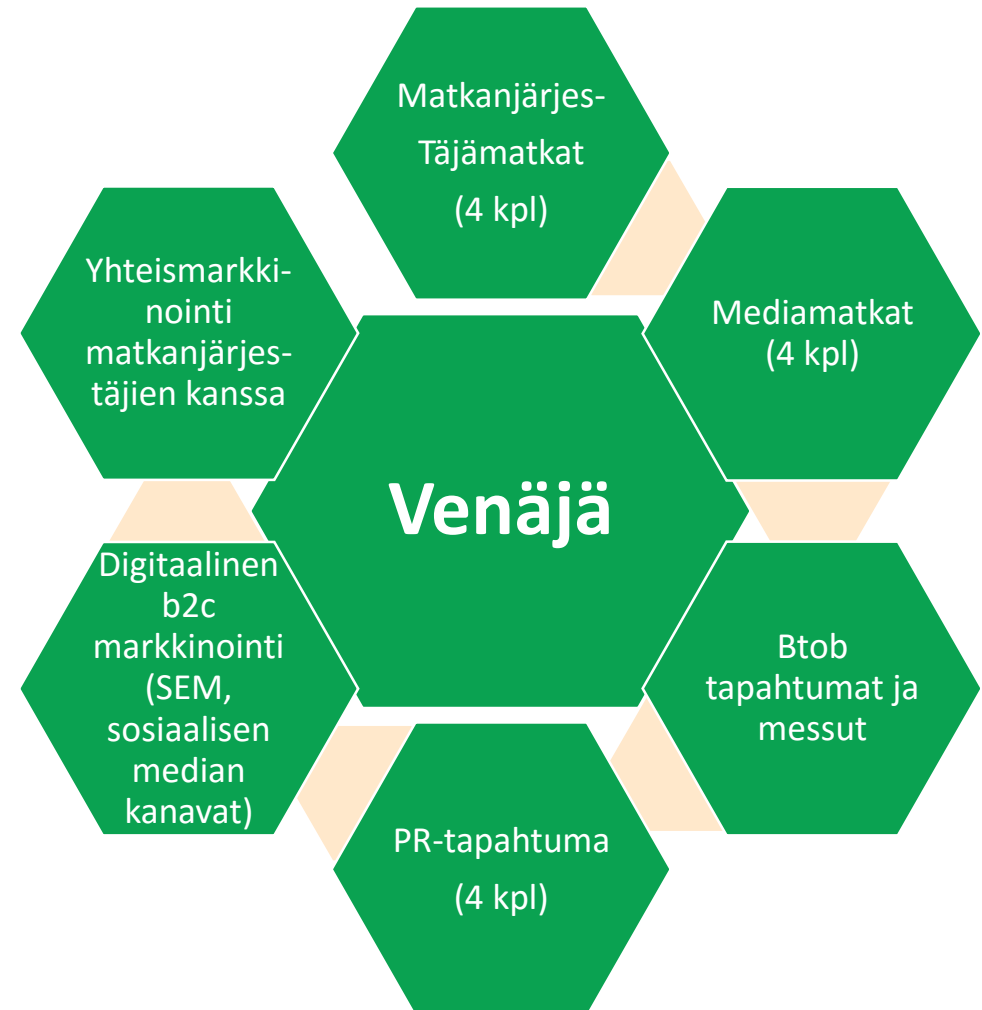 Matkanjärjes-
Täjämatkat
(4 kpl)
Mediamatkat
(4 kpl)
Btob
tapahtumat ja
messut
PR-tapahtuma
(4 kpl)
Digitaalinen
b2c
markkinointi
(SEM,
sosiaalisen
median
kanavat)
Yhteismarkki-
nointi
matkanjärjes-
täjien kanssa
Venäjä